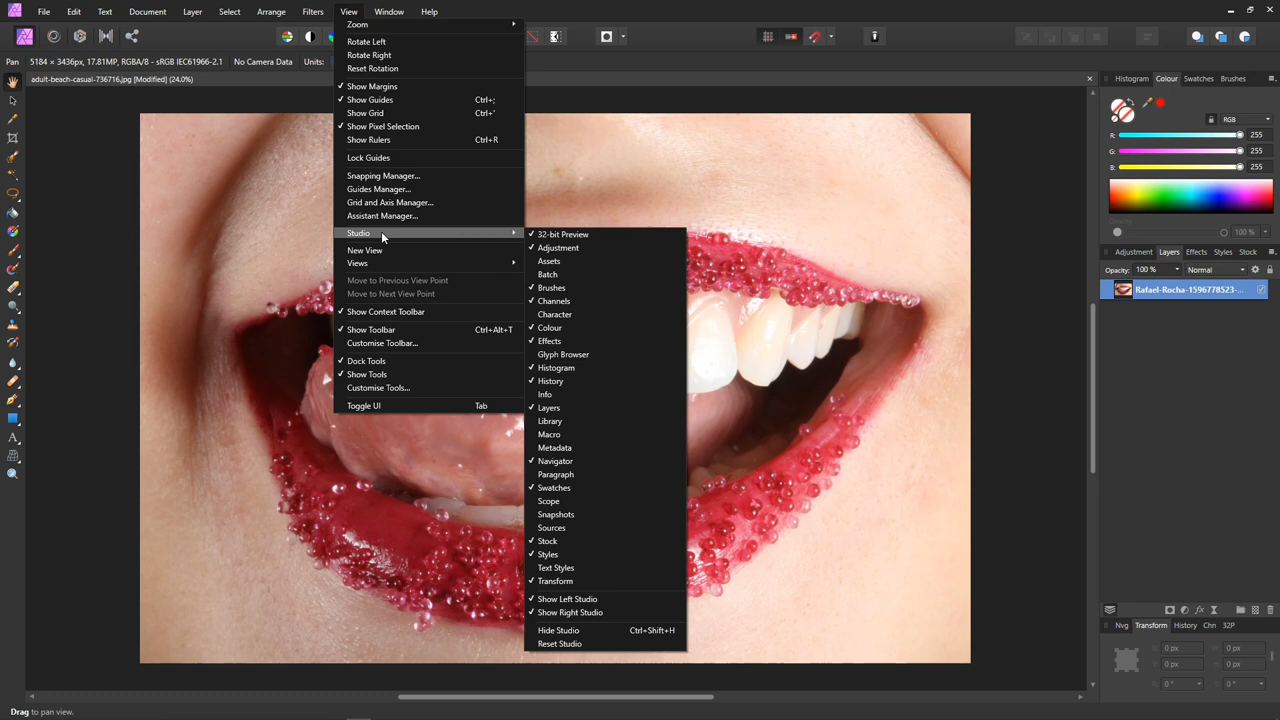 File Edit Text Document Layer Select Arrange Filters View Window Help
Pan 5184 × 3436px, 17.81MP, RGBA/8 - sRGB IEC61966-2.1 No Camera Data Units:
adult-beach-casual-736716.jpg [Modified] (24.0%)
Zoom
Rotate Left
Rotate Right
Reset Rotation
Show Margins
Show Guides Ctrl+;
Show Grid Ctrl+'
Show Pixel Selection
Show Rulers Ctrl+R
Lock Guides
Snapping Manager...
Guides Manager...
Grid and Axis Manager...
Assistant Manager...
Studio
New View
Views
Move to Previous View Point
Move to Next View Point
Show Context Toolbar
Show Toolbar Ctrl+Alt+T
Customise Toolbar...
Dock Tools
Show Tools
Customise Tools...
Toggle UI Tab
32-bit Preview
Adjustment
Assets
Batch
Brushes
Channels
Character
Colour
Effects
Glyph Browser
Histogram
History
Info
Layers
Library
Macro
Metadata
Navigator
Paragraph
Swatches
Scope
Snapshots
Sources
Stock
Styles
Text Styles
Transform
Show Left Studio
Show Right Studio
Hide Studio Ctrl+Shift+H
Reset Studio
Histogram Colour Swatches Brushes
RGB
R: 255
G: 255
B: 255
Opacity
100 %
Adjustment Layers Effects Styles Stock
Opacity: 100 % Normal
Rafael-Rocha-1596778523-...
Nvg Transform History Chn 32P
X: 0 px W: 0 px
Y: 0 px H: 0 px
R: 0 ° S: 0 °
Drag to pan view.